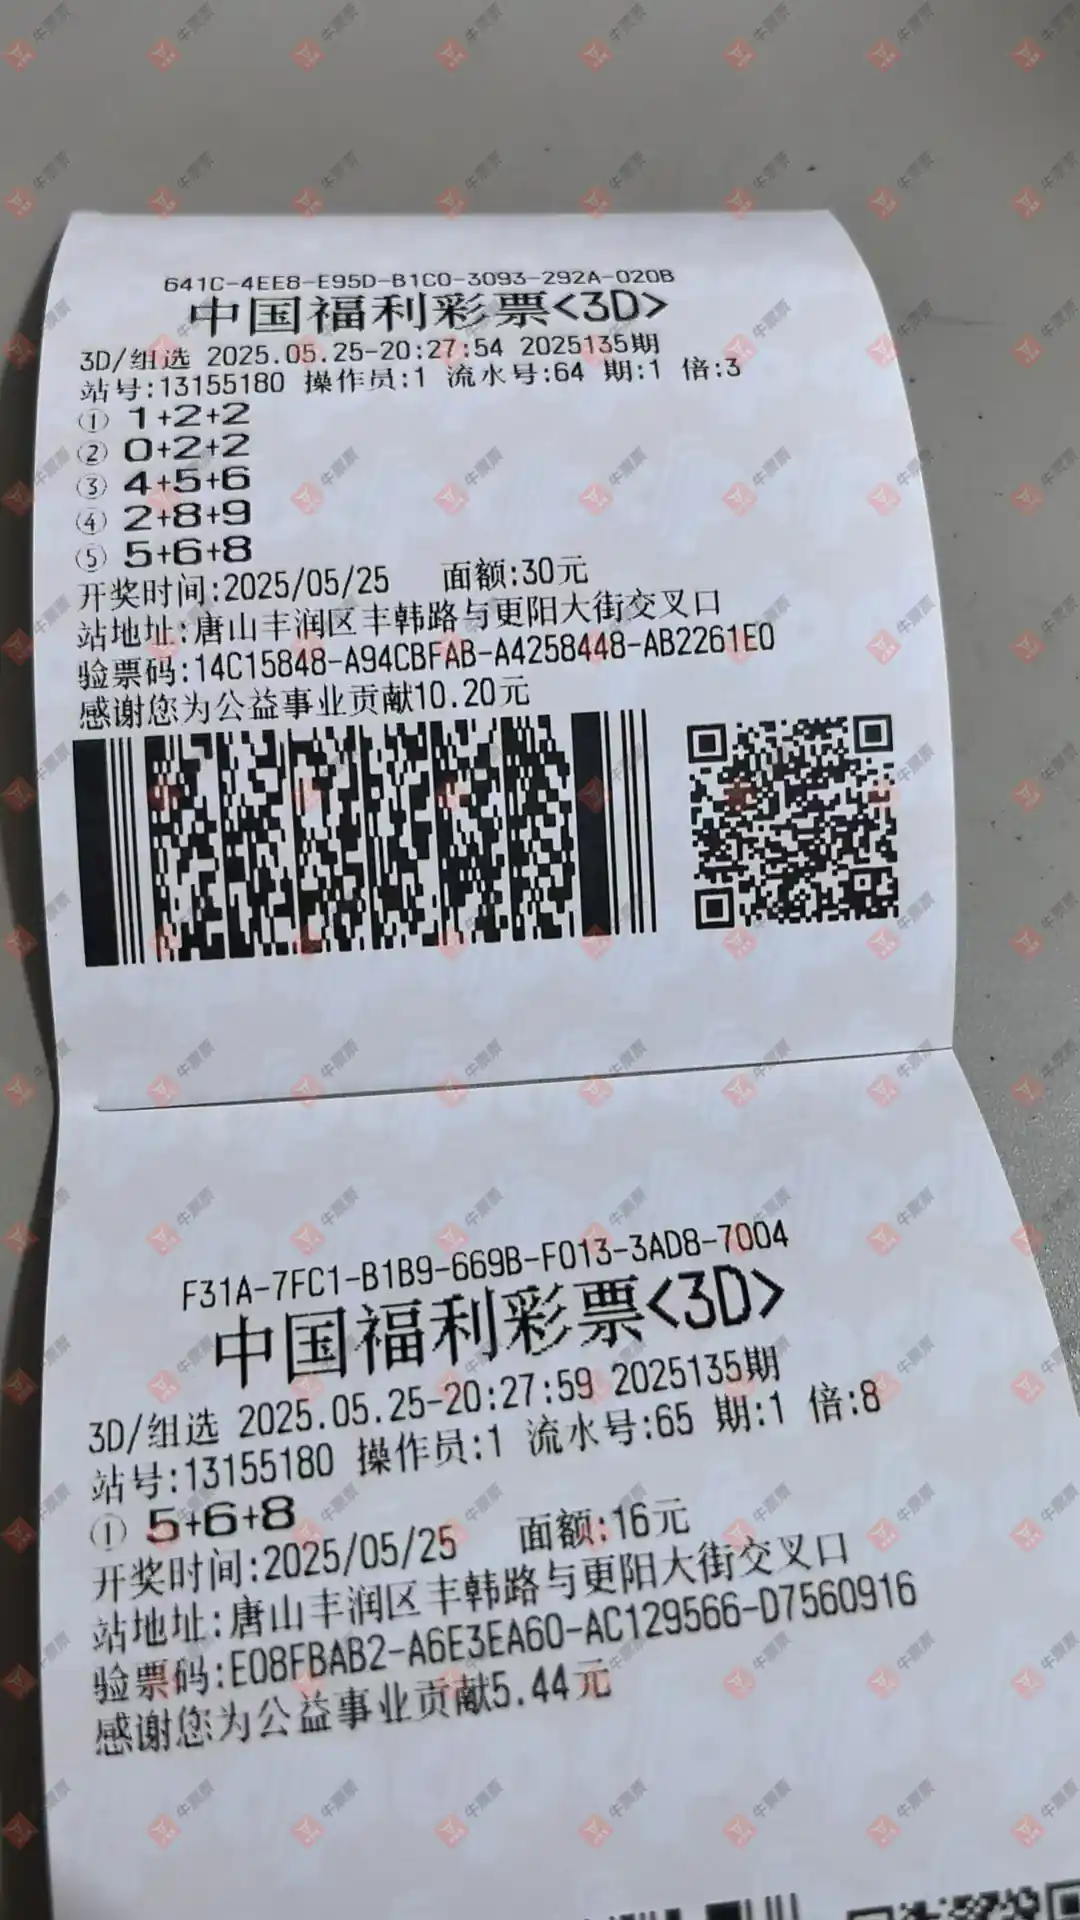 641C-4EE8-E95D-B1C0-3093-292A-020B
中国福利彩票<3D>
3D/组选 2025.05.25-20:27:54 2025135期
站号:13155180 操作员:1 流水号:64 期:1 倍:3
① 1+2+2
② 0+2+2
③ 4+5+6
④ 2+8+9
⑤ 5+6+8
开奖时间:2025/05/25 面额:30元
站地址:唐山丰润区丰韩路与更阳大街交叉口
验票码:14C15848-A94CBFAB-A4258448-AB2261E0
感谢您为公益事业贡献10.20元
F31A-7FC1-B1B9-669B-F013-3AD8-7004
中国福利彩票<3D>
3D/组选 2025.05.25-20:27:59 2025135期
站号:13155180 操作员:1 流水号:65 期:1 倍:8
① 5+6+8
开奖时间:2025/05/25 面额:16元
站地址:唐山丰润区丰韩路与更阳大街交叉口
验票码:E08FBAB2-A6E3EA60-AC129566-D7560916
感谢您为公益事业贡献5.44元
牛票票